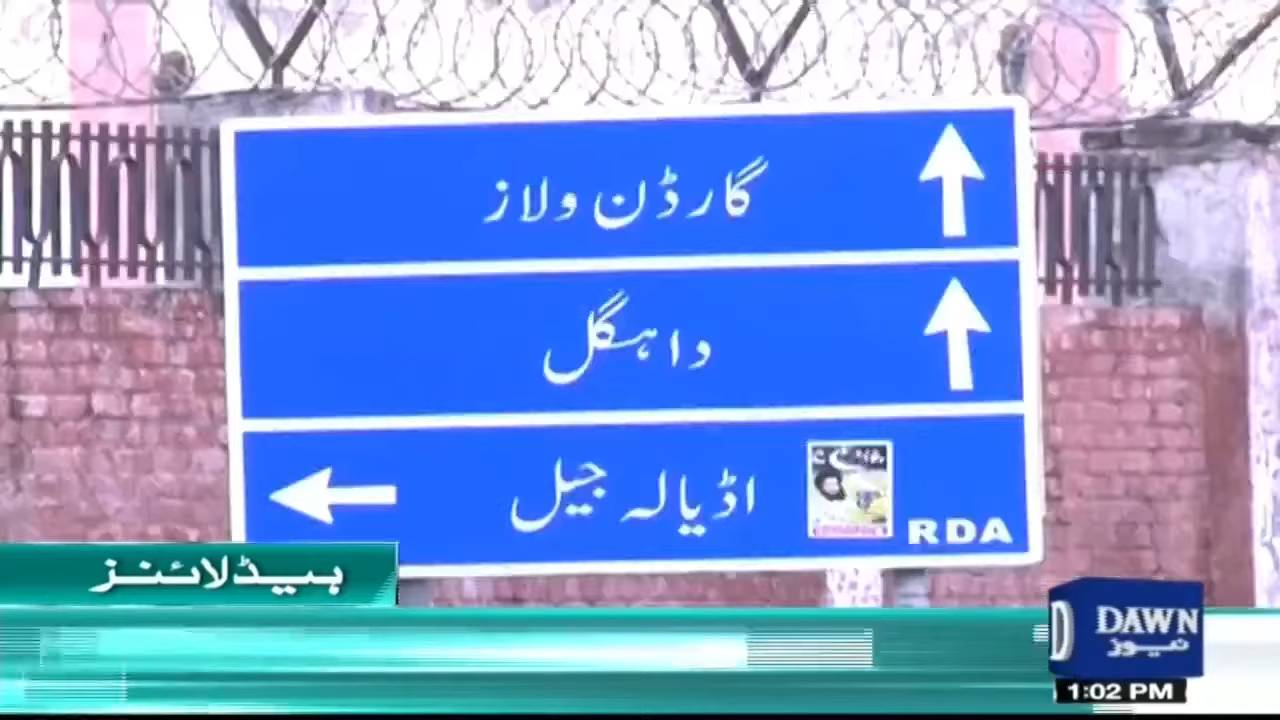 گارڈن ولاز
داہگل
اڈیالہ جیل
RDA
ہیڈلائنز
DAWN
نیوز
1:02 PM